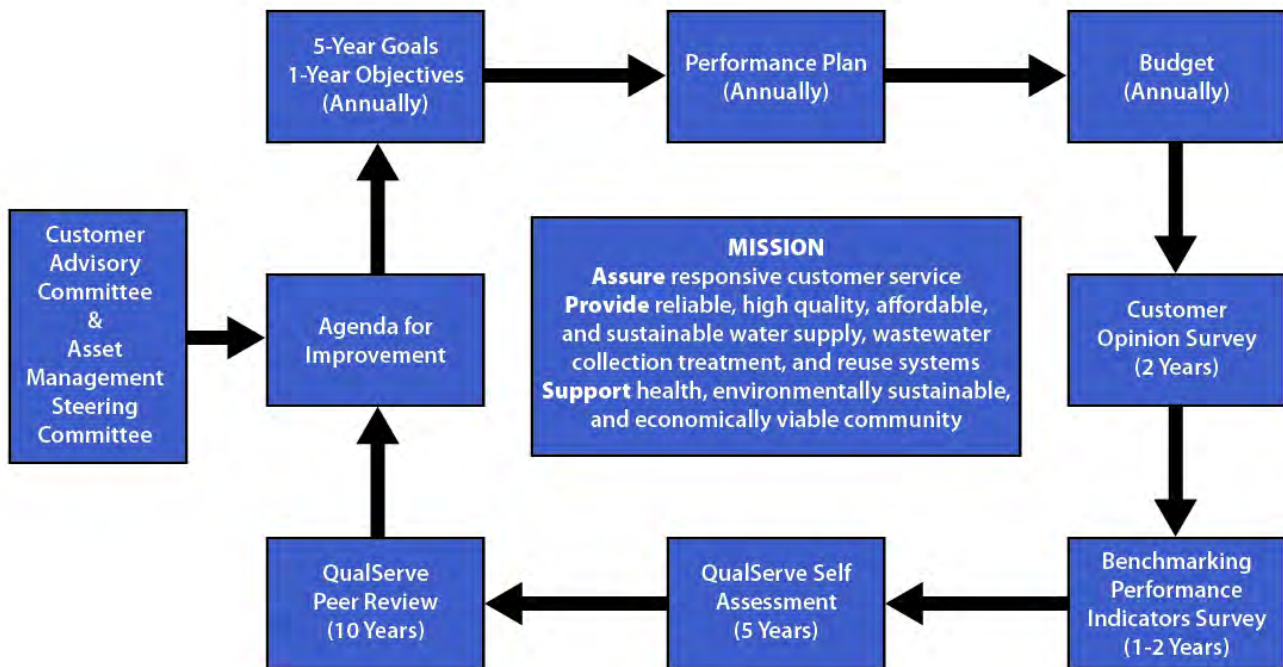 5-Year Goals
1-Year Objectives
(Annually)
Performance Plan
(Annually)
Budget
(Annually)
Customer
Advisory
Committee
&
Asset
Management
Steering
Committee
Agenda for
Improvement
MISSION
Assure responsive customer service
Provide reliable, high quality, affordable,
and sustainable water supply, wastewater
collection treatment, and reuse systems
Support health, environmentally sustainable,
and economically viable community
Customer
Opinion Survey
(2 Years)
QualServe
Peer Review
(10 Years)
QualServe Self
Assessment
(5 Years)
Benchmarking
Performance
Indicators Survey
(1-2 Years)